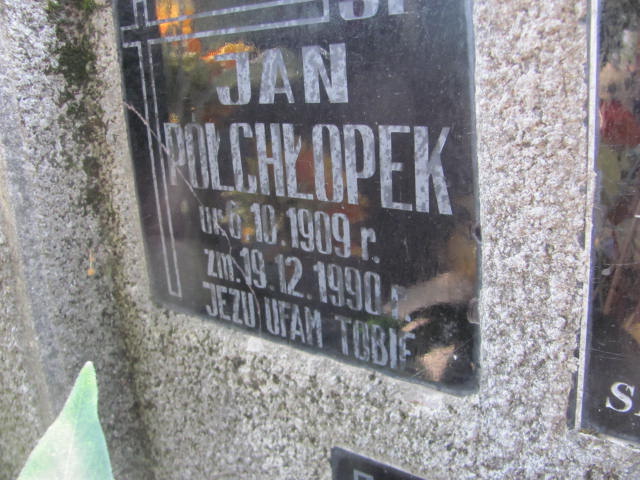 JAN
PÓŁCHŁOPEK
ur 6.10.1909 r.
zm 19.12.1990 r.
JEZU UFAM TOBIE